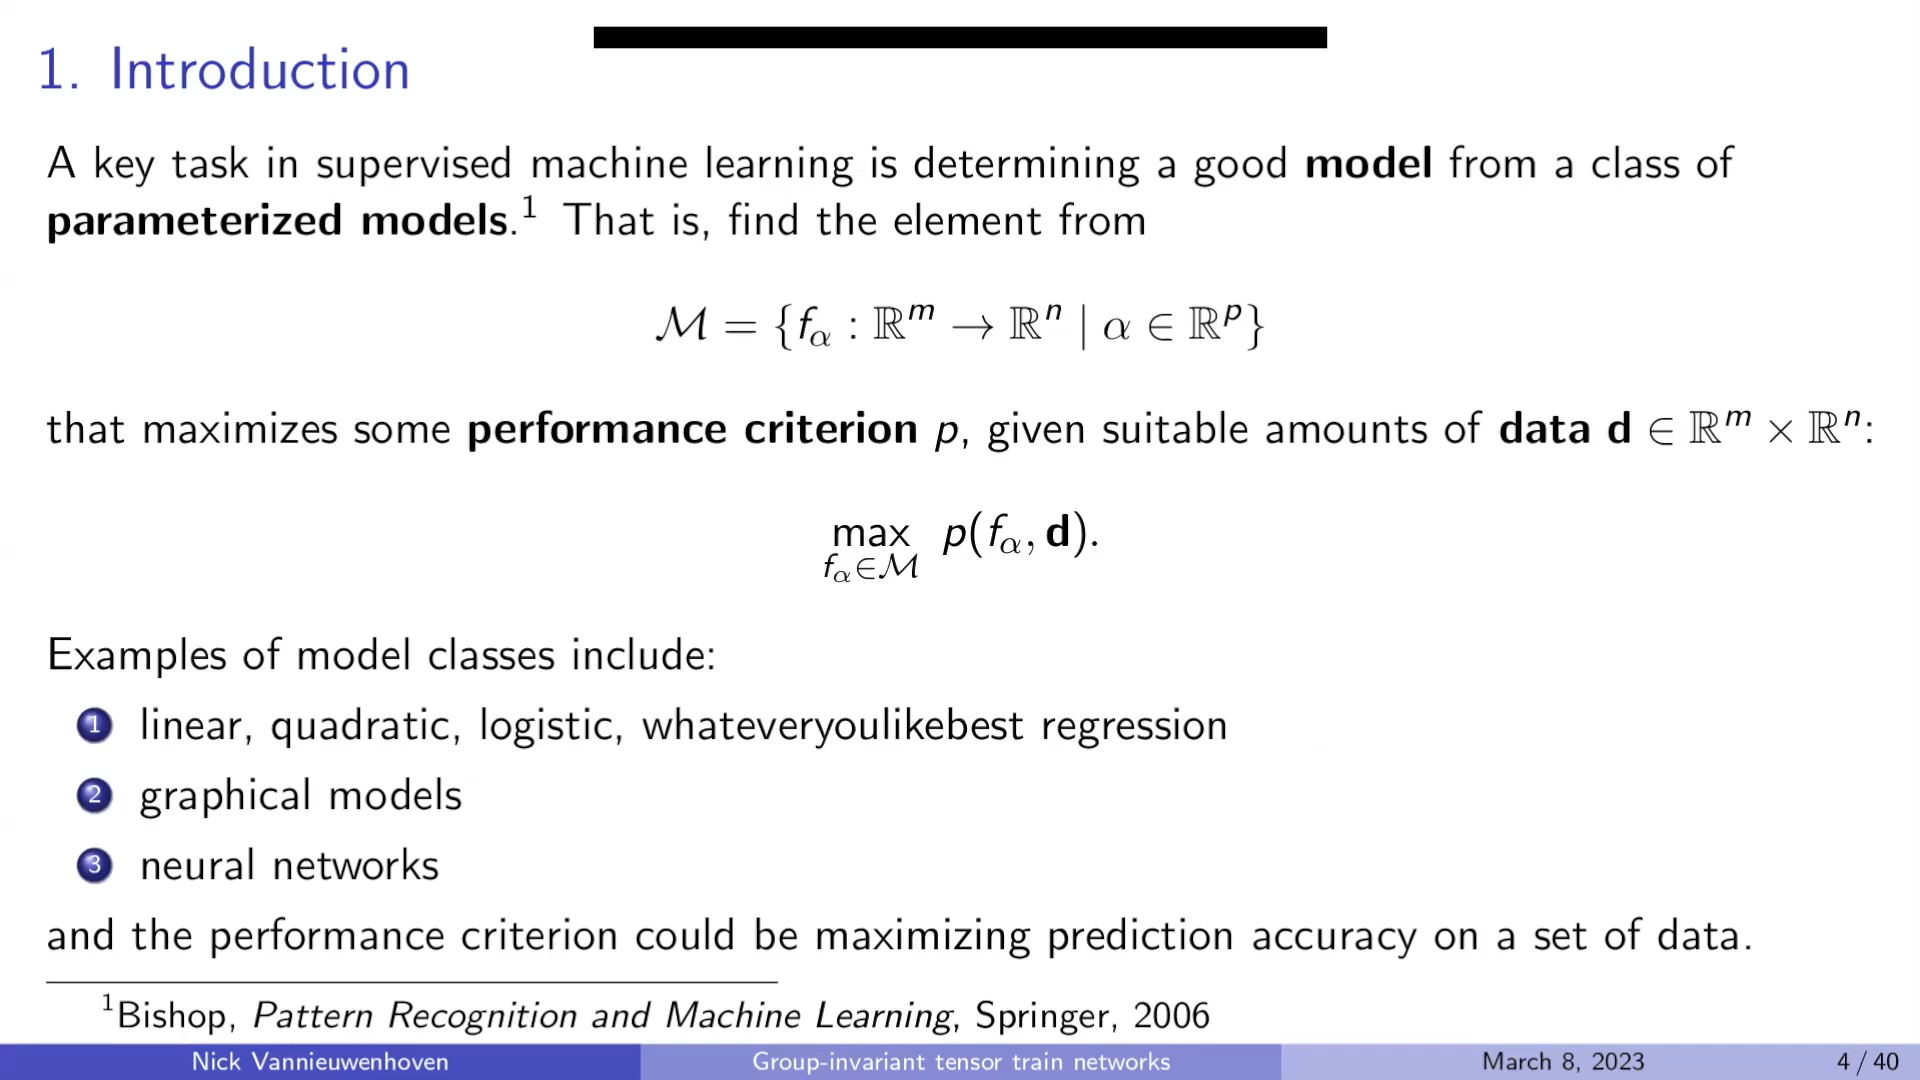 1. Introduction
A key task in supervised machine learning is determining a good model from a class of
parameterized models.¹ That is, find the element from
ℳ = {f_α : ℝ^m → ℝ^n | α ∈ ℝ^p}
that maximizes some performance criterion p, given suitable amounts of data d ∈ ℝ^m × ℝ^n:
max p(f_α, d).
f_α∈ℳ
Examples of model classes include:
1 linear, quadratic, logistic, whateveryoulikebest regression
2 graphical models
3 neural networks
and the performance criterion could be maximizing prediction accuracy on a set of data.
¹Bishop, Pattern Recognition and Machine Learning, Springer, 2006
Nick Vannieuwenhoven Group-invariant tensor train networks March 8, 2023 4 / 40